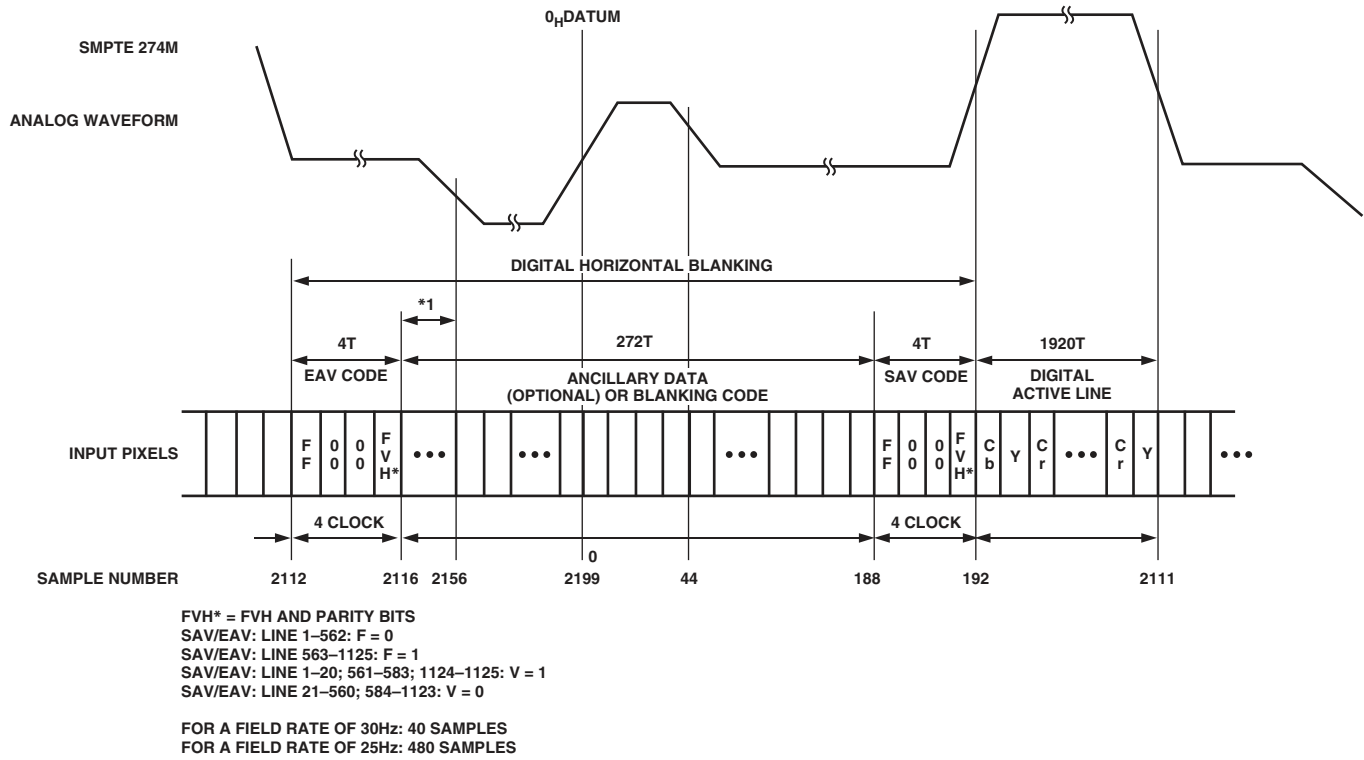 0HDATUM
SMPTE 274M
ANALOG WAVEFORM
DIGITAL HORIZONTAL BLANKING
*1
4T
272T
4T
1920T
EAV CODE
ANCILLARY DATA
(OPTIONAL) OR BLANKING CODE
SAV CODE
DIGITAL
ACTIVE LINE
INPUT PIXELS
FF 00 00 FVH* ••• ••• ••• FF 00 00 FVH* Cb Y Cr ••• Cr Y •••
4 CLOCK
4 CLOCK
0
SAMPLE NUMBER
2112 2116 2156 2199 44 188 192 2111
FVH* = FVH AND PARITY BITS
SAV/EAV: LINE 1–562: F = 0
SAV/EAV: LINE 563–1125: F = 1
SAV/EAV: LINE 1–20; 561–583; 1124–1125: V = 1
SAV/EAV: LINE 21–560; 584–1123: V = 0
FOR A FIELD RATE OF 30Hz: 40 SAMPLES
FOR A FIELD RATE OF 25Hz: 480 SAMPLES